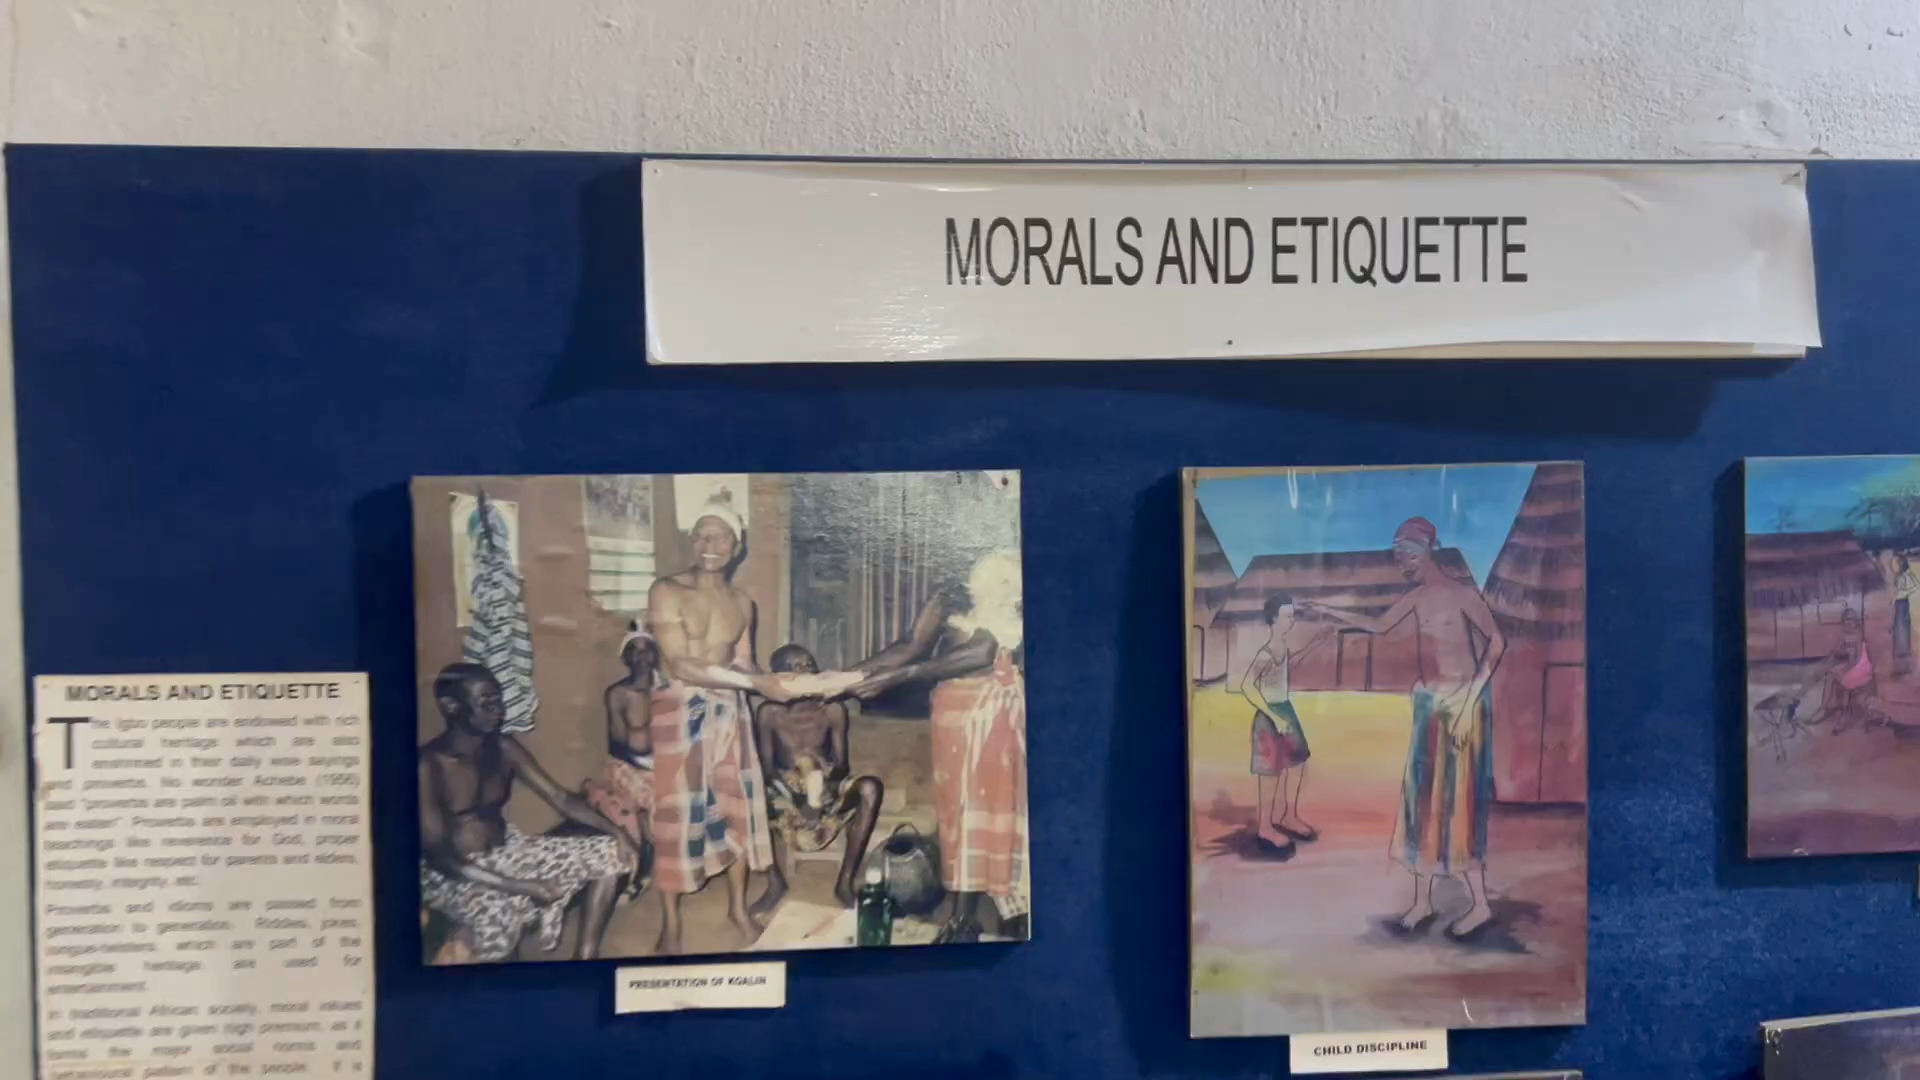 MORALS AND ETIQUETTE
MORALS AND ETIQUETTE
The Igbo people are endowed with rich
cultural heritage which are also
enshrined in their daily wise sayings
and proverbs. No wonder Achebe (1958)
said "proverbs are palm oil with which words
are eaten". Proverbs are employed in moral
teachings like reverence for God, proper
etiquette like respect for parents and elders,
honesty, integrity, etc.
Proverbs and idioms are passed from
generation to generation. Riddles, jokes,
tongue-twisters, which are part of the
intangible heritage are used for
entertainment.
In traditional African society, moral values
and etiquette are given high premium, as it
forms the major social norms and
behavioural pattern of the people. It is
PRESENTATION OF KOALIN
CHILD DISCIPLINE